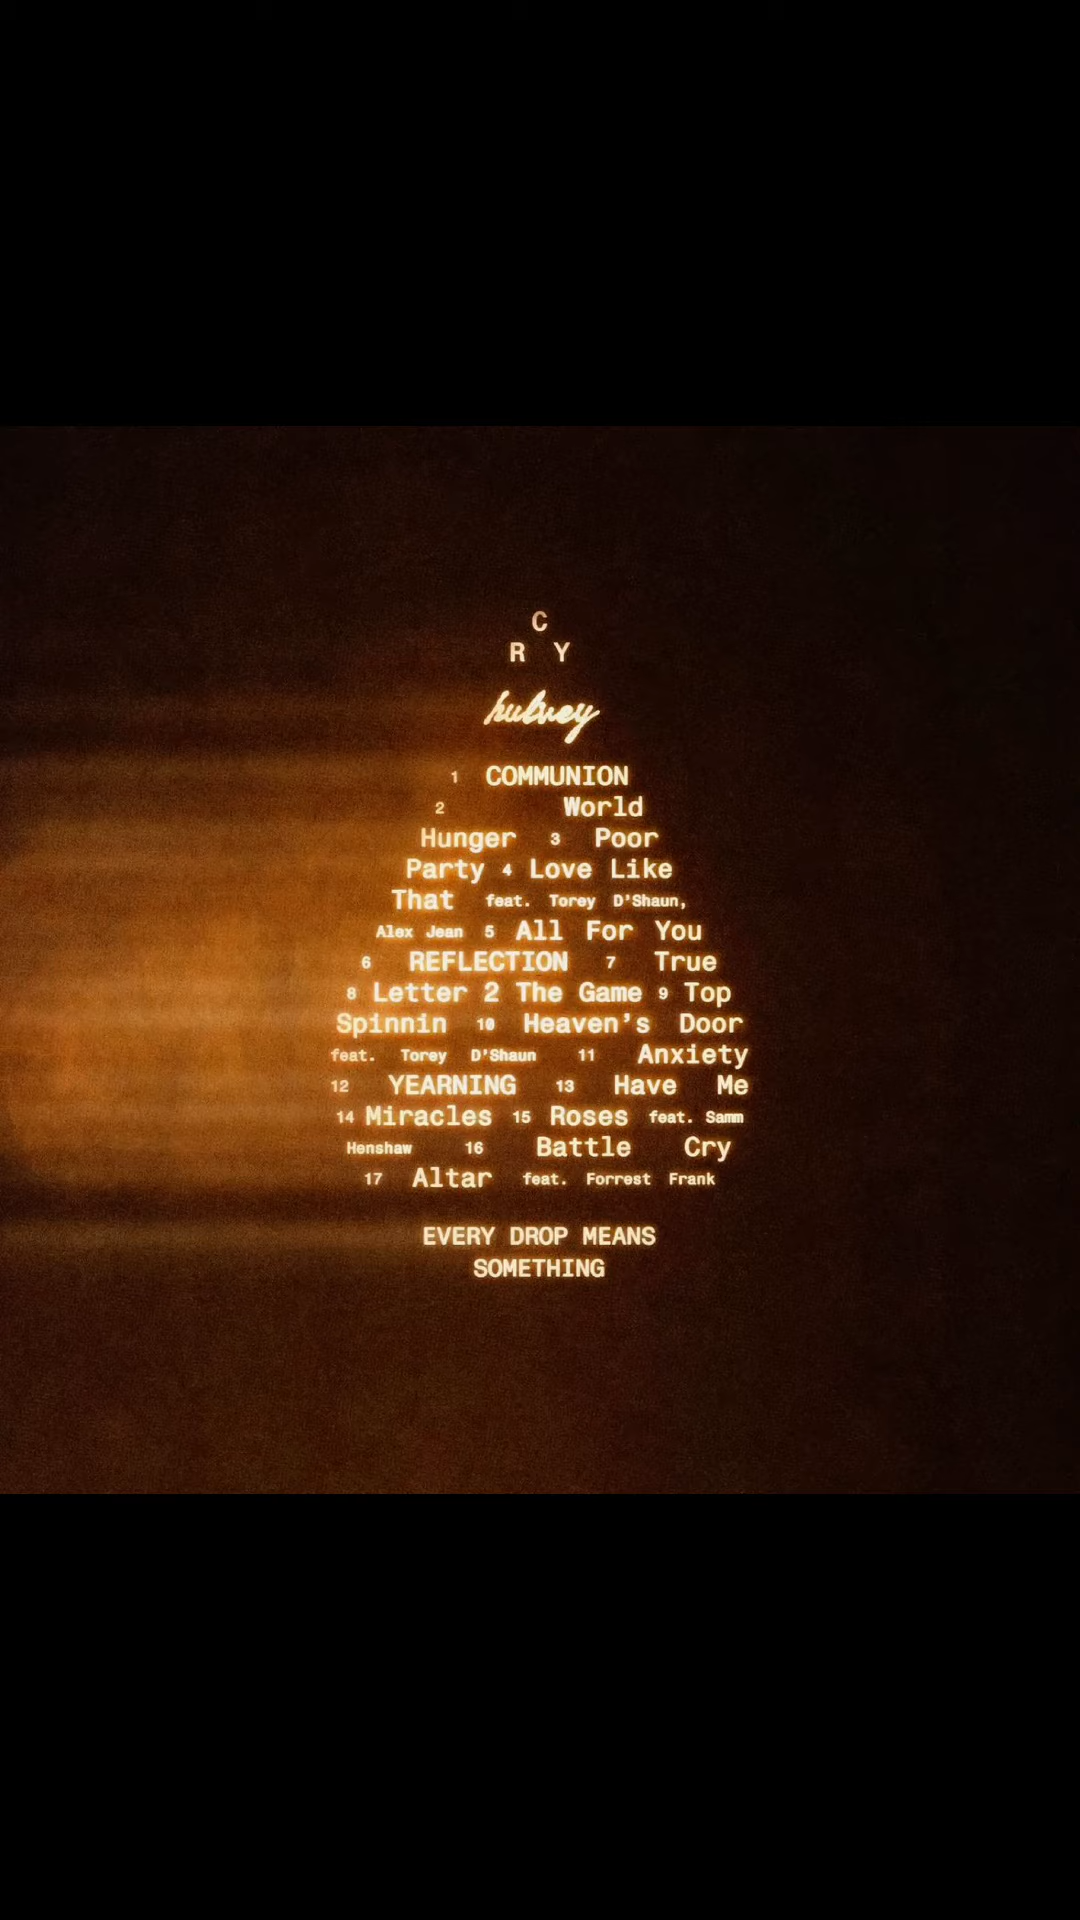 C
R Y
hulvey
1 COMMUNION
2 World
Hunger 3 Poor
Party 4 Love Like
That feat. Torey D'Shaun,
Alex Jean 5 All For You
6 REFLECTION 7 True
8 Letter 2 The Game 9 Top
Spinnin 10 Heaven's Door
feat. Torey D'Shaun 11 Anxiety
12 YEARNING 13 Have Me
14 Miracles 15 Roses feat. Samm
Henshaw 16 Battle Cry
17 Altar feat. Forrest Frank
EVERY DROP MEANS
SOMETHING